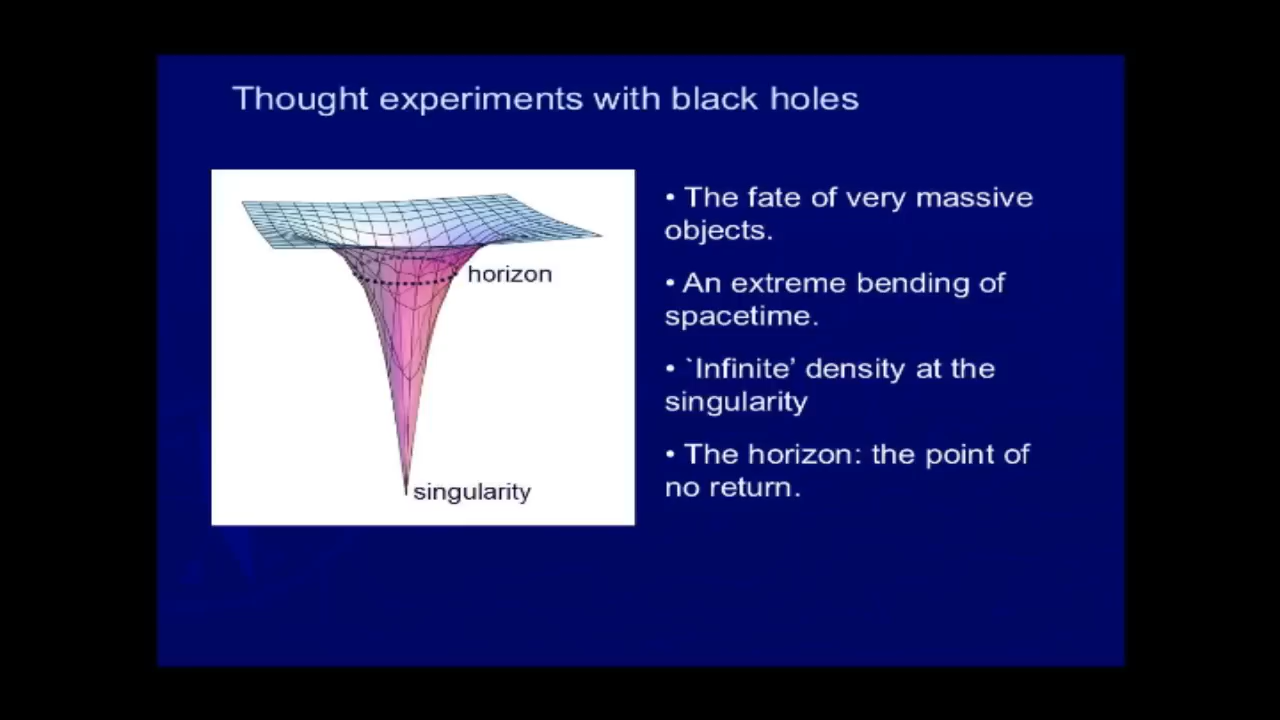 Thought experiments with black holes
horizon
singularity
• The fate of very massive
objects.
• An extreme bending of
spacetime.
• `Infinite’ density at the
singularity
• The horizon: the point of
no return.